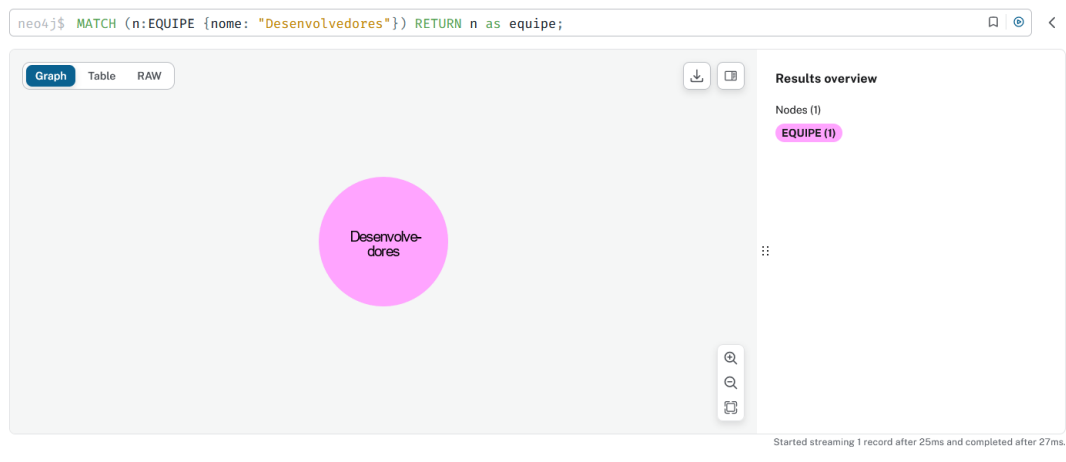 neo4j$ MATCH (n:EQUIPE {nome: "Desenvolvedores"}) RETURN n as equipe;
Graph Table RAW
Desenvolve-
dores
Results overview
Nodes (1)
EQUIPE (1)
Started streaming 1 record after 25ms and completed after 27ms.